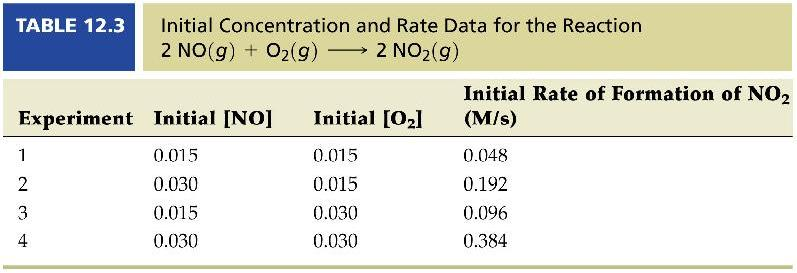 TABLE 12.3 Initial Concentration and Rate Data for the Reaction
2 NO(g) + O₂(g) ⟶ 2 NO₂(g)
Initial Rate of Formation of NO₂
Experiment Initial [NO] Initial [O₂] (M/s)
1 0.015 0.015 0.048
2 0.030 0.015 0.192
3 0.015 0.030 0.096
4 0.030 0.030 0.384